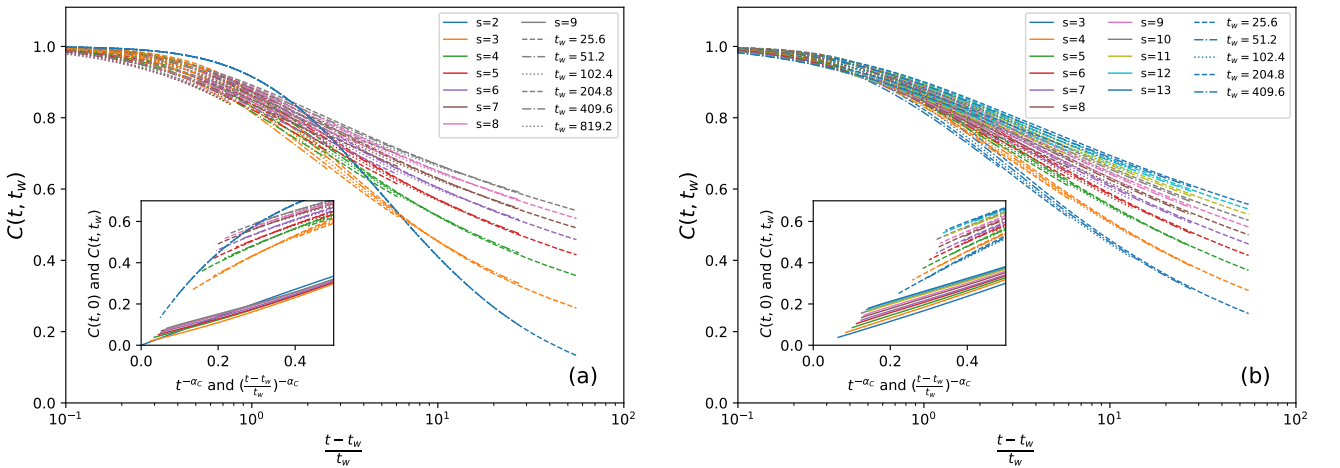 C(t, t_w)
1.0
0.8
0.6
0.4
0.2
0.0
10^{-1}
10^{0}
10^{1}
10^{2}
\frac{t - t_w}{t_w}
s=2
s=3
s=4
s=5
s=6
s=7
s=8
s=9
t_w = 25.6
t_w = 51.2
t_w = 102.4
t_w = 204.8
t_w = 409.6
t_w = 819.2
C(t, 0) and C(t, t_w)
0.6
0.4
0.2
0.0
0.0
0.2
0.4
t^{-α_C} and (\frac{t-t_w}{t_w})^{-α_C}
(a)
C(t, t_w)
1.0
0.8
0.6
0.4
0.2
0.0
10^{-1}
10^{0}
10^{1}
10^{2}
\frac{t - t_w}{t_w}
s=3
s=4
s=5
s=6
s=7
s=8
s=9
s=10
s=11
s=12
s=13
t_w = 25.6
t_w = 51.2
t_w = 102.4
t_w = 204.8
t_w = 409.6
C(t, 0) and C(t, t_w)
0.6
0.4
0.2
0.0
0.0
0.2
0.4
t^{-α_C} and (\frac{t-t_w}{t_w})^{-α_C}
(b)